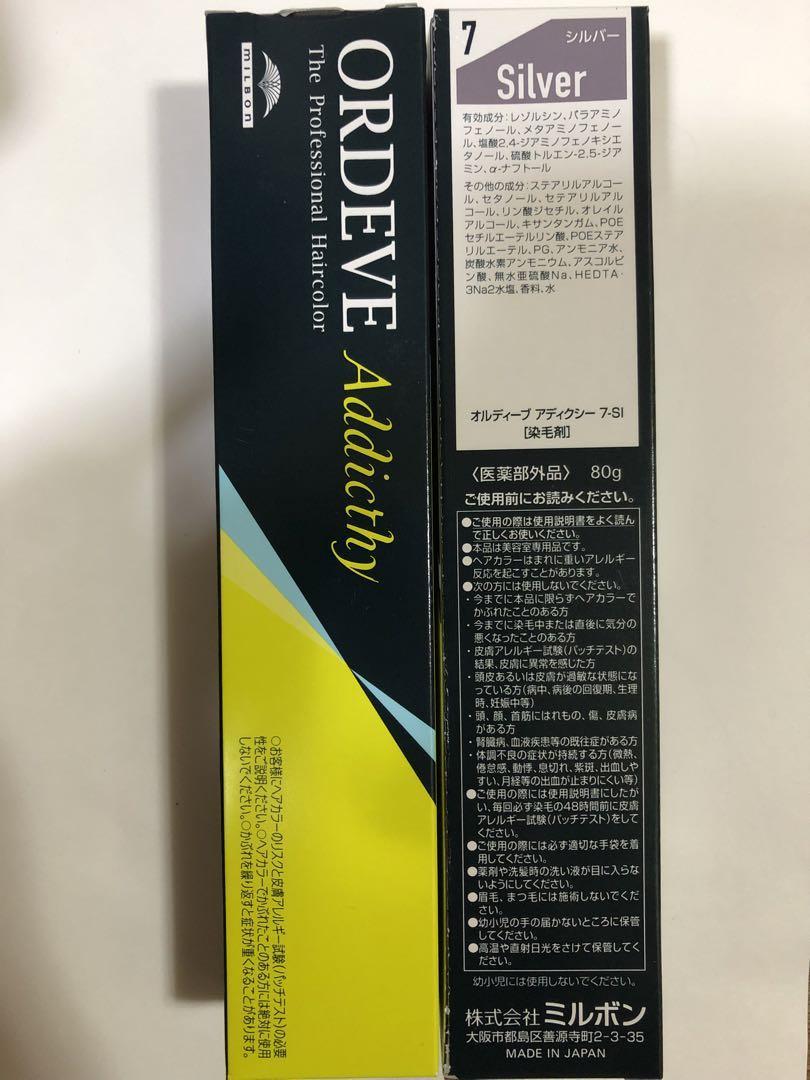 MILBON
ORDEVE
The Professional Haircolor
Addicthy
○お客様にヘアカラーのリスクと皮膚アレルギー試験(パッチテスト)の必要
性をご説明ください。○ヘアカラーでかぶれたことのある方には絶対に使用
しないでください。○かぶれを繰り返すと症状が重くなることがあります。
7
シルバー
Silver
有効成分:レゾルシン、パラアミノ
フェノール、メタアミノフェノー
ル、塩酸2,4-ジアミノフェノキシエ
タノール、硫酸トルエン-2,5-ジア
ミン、α-ナフトール
その他の成分:ステアリルアルコー
ル、セタノール、セテアリルアル
コール、リン酸ジセチル、オレイル
アルコール、キサンタンガム、POE
セチルエーテルリン酸、POEステア
リルエーテル、PG、アンモニア水、
炭酸水素アンモニウム、アスコルビ
ン酸、無水亜硫酸Na、HEDTA・
3Na2水塩、香料、水
オルディーブ アディクシー 7-SI
[染毛剤]
〈医薬部外品〉 80g
ご使用前にお読みください。
●ご使用の際は使用説明書をよく読ん
で正しくお使いください。
●本品は美容室専用品です。
●ヘアカラーはまれに重いアレルギー
反応を起こすことがあります。
●次の方には使用しないでください。
・今までに本品に限らずヘアカラーで
かぶれたことのある方
・今までに染毛中または直後に気分の
悪くなったことのある方
・皮膚アレルギー試験(パッチテスト)の
結果、皮膚に異常を感じた方
・頭皮あるいは皮膚が過敏な状態にな
っている方(病中、病後の回復期、生理
時、妊娠中等)
・頭、顔、首筋にはれもの、傷、皮膚病
がある方
・腎臓病、血液疾患等の既往症がある方
・体調不良の症状が持続する方(微熱、
倦怠感、動悸、息切れ、紫斑、出血しや
すい、月経等の出血が止まりにくい等)
●ご使用の際には使用説明書にしたが
い、毎回必ず染毛の48時間前に皮膚
アレルギー試験(パッチテスト)をして
ください。
●ご使用の際には必ず適切な手袋を着
用してください。
●薬剤や洗髪時の洗い液が目に入らな
いようにしてください。
●眉毛、まつ毛には施術しないでくだ
さい。
●幼小児の手の届かないところに保管
してください。
●高温や直射日光をさけて保管してく
ださい。
幼小児には使用しないでください。
株式会社ミルボン
大阪市都島区善源寺町2-3-35
MADE IN JAPAN